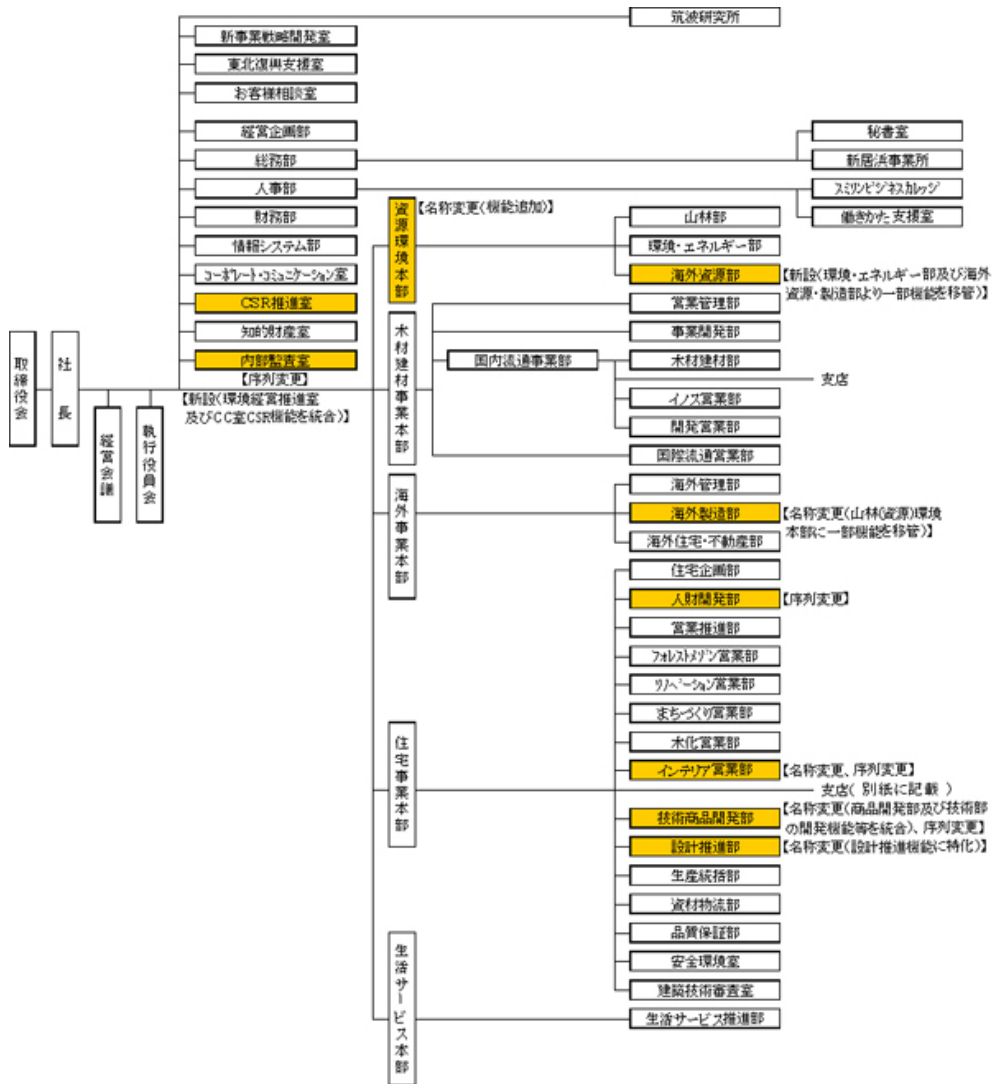 筑波研究所
新事業戦略開発室
東北復興支援室
お客様相談室
経営企画部
秘書室
総務部
新居浜事業所
人事部
スミリンビジネスカレッジ
財務部
働きかた支援室
情報システム部
コーポレート・コミュニケーション室
CSR推進室
知的財産室
内部監査室
【序列変更】
【新設(環境経営推進室
及びCC室CSR機能を統合)】
取締役会
社長
経営会議
執行役員会
資源環境本部
【名称変更(機能追加)】
山林部
環境・エネルギー部
海外資源部
【新設(環境・エネルギー部及び海外
資源・製造部より一部機能を移管)】
木材建材事業本部
営業管理部
事業開発部
国内流通事業部
木材建材部
支店
イノス営業部
開発営業部
国際流通営業部
海外事業本部
海外管理部
海外製造部
【名称変更(山林(資源)環境
本部に一部機能を移管)】
海外住宅・不動産部
住宅事業本部
住宅企画部
人財開発部
【序列変更】
営業推進部
フォレストメゾン営業部
リノベーション営業部
まちづくり営業部
木化営業部
インテリア営業部
【名称変更、序列変更】
支店(別紙に記載)
技術商品開発部
【名称変更(商品開発部及び技術部
の開発機能等を統合)、序列変更】
設計推進部
【名称変更(設計推進機能に特化)】
生産統括部
資材物流部
品質保証部
安全環境室
建築技術審査室
生活サービス本部
生活サービス推進部